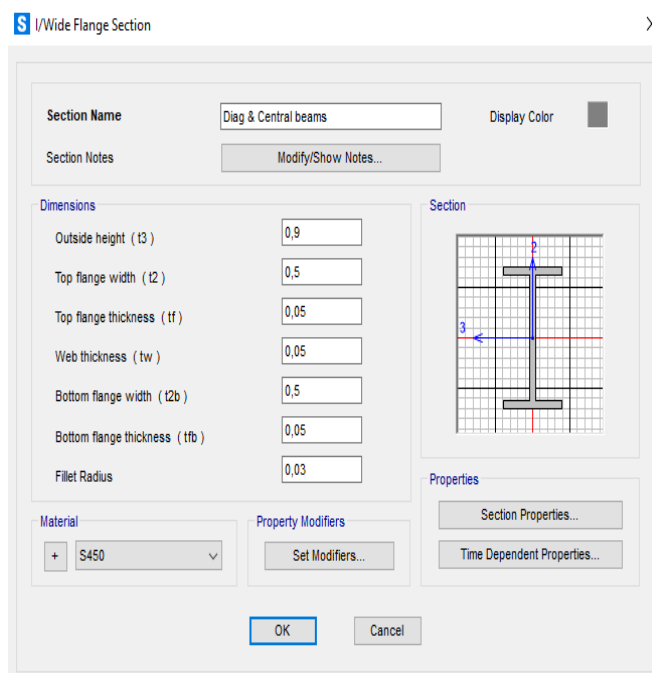 S I/Wide Flange Section X
Section Name Diag & Central beams Display Color
Section Notes Modify/Show Notes...
Dimensions
Outside height ( t3 ) 0,9
Top flange width ( t2 ) 0,5
Top flange thickness ( tf ) 0,05
Web thickness ( tw ) 0,05
Bottom flange width ( t2b ) 0,5
Bottom flange thickness ( tfb ) 0,05
Fillet Radius 0,03
Section
2
3
Properties
Section Properties...
Time Dependent Properties...
Material
+ S450
Property Modifiers
Set Modifiers...
OK Cancel